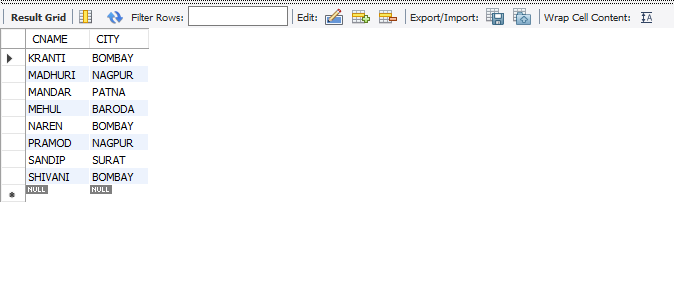 Result Grid Filter Rows: Edit: Export/Import: Wrap Cell Content: IA
CNAME CITY
KRANTI BOMBAY
MADHURI NAGPUR
MANDAR PATNA
MEHUL BARODA
NAREN BOMBAY
PRAMOD NAGPUR
SANDIP SURAT
SHIVANI BOMBAY
NULL NULL